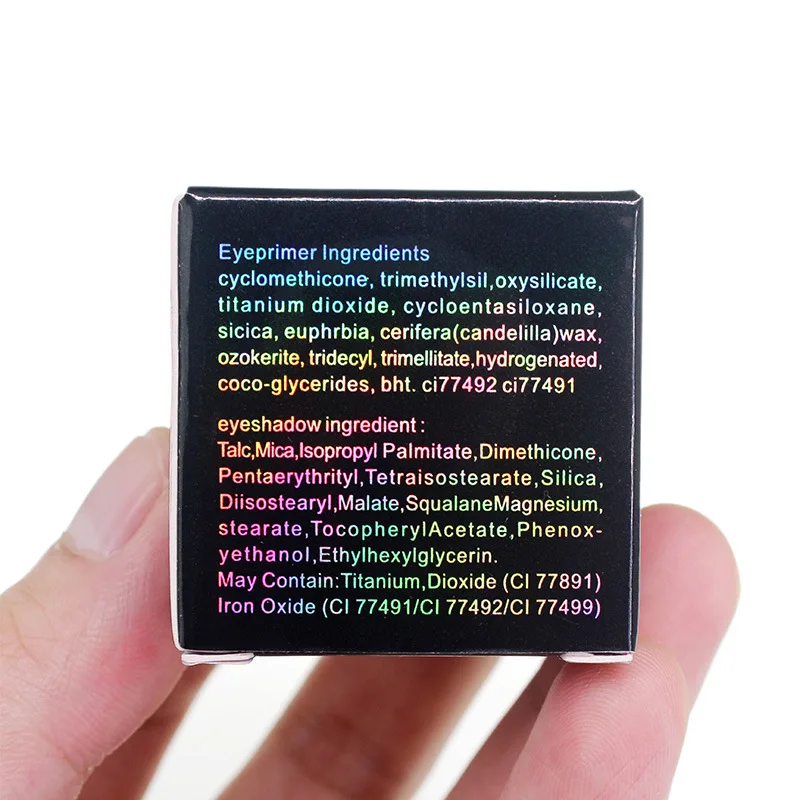 Eyeprimer Ingredients
cyclomethicone, trimethylsil,oxysilicate,
titanium dioxide, cycloentasiloxane,
sicica, euphrbia, cerifera(candelilla)wax,
ozokerite, tridecyl, trimellitate,hydrogenated,
coco-glycerides, bht. ci77492 ci77491
eyeshadow ingredient :
Talc,Mica,Isopropyl Palmitate,Dimethicone,
Pentaerythrityl,Tetraisostearate,Silica,
Diisostearyl,Malate,SqualaneMagnesium,
stearate,TocopherylAcetate,Phenox-
yethanol,Ethylhexylglycerin.
May Contain:Titanium,Dioxide (CI 77891)
Iron Oxide (CI 77491/CI 77492/CI 77499)